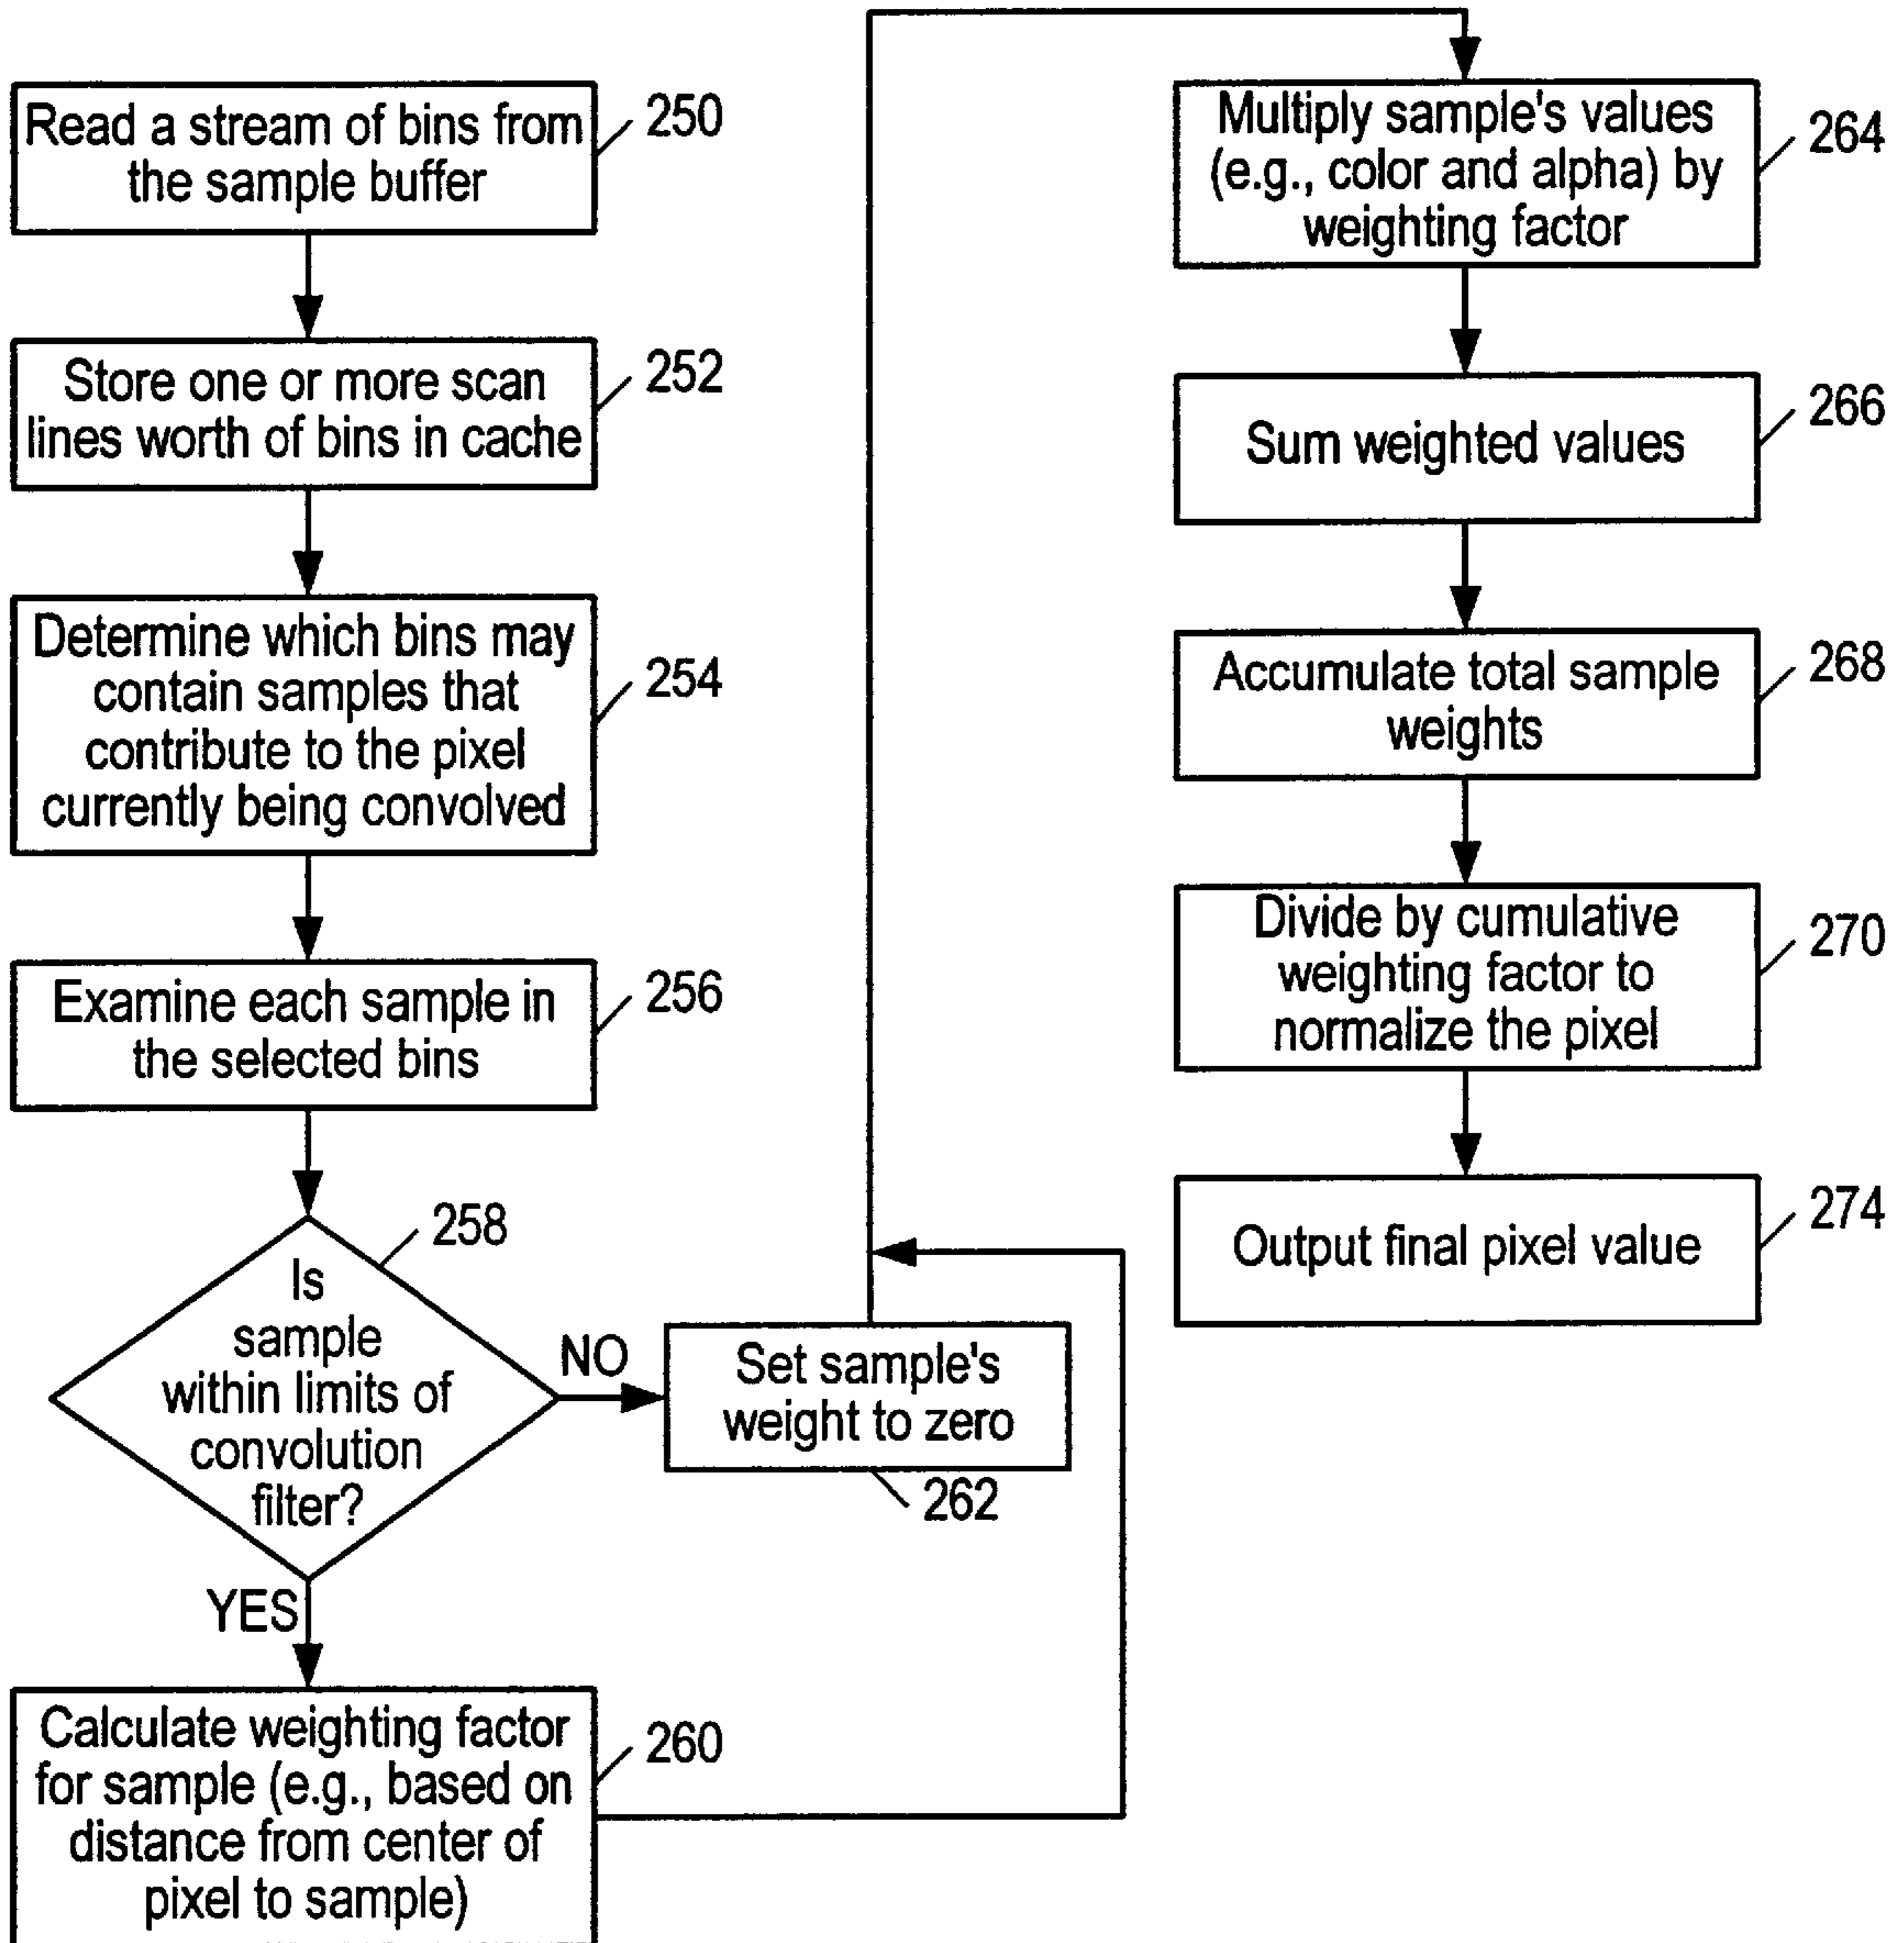 Read a stream of bins from
the sample buffer
250
Store one or more scan
lines worth of bins in cache
252
Determine which bins may
contain samples that
contribute to the pixel
currently being convolved
254
Examine each sample in
the selected bins
256
258
Is
sample
within limits of
convolution
filter?
NO
Set sample's
weight to zero
262
YES
Calculate weighting factor
for sample (e.g., based on
distance from center of
pixel to sample)
260
Multiply sample's values
(e.g., color and alpha) by
weighting factor
264
Sum weighted values
266
Accumulate total sample
weights
268
Divide by cumulative
weighting factor to
normalize the pixel
270
Output final pixel value
274